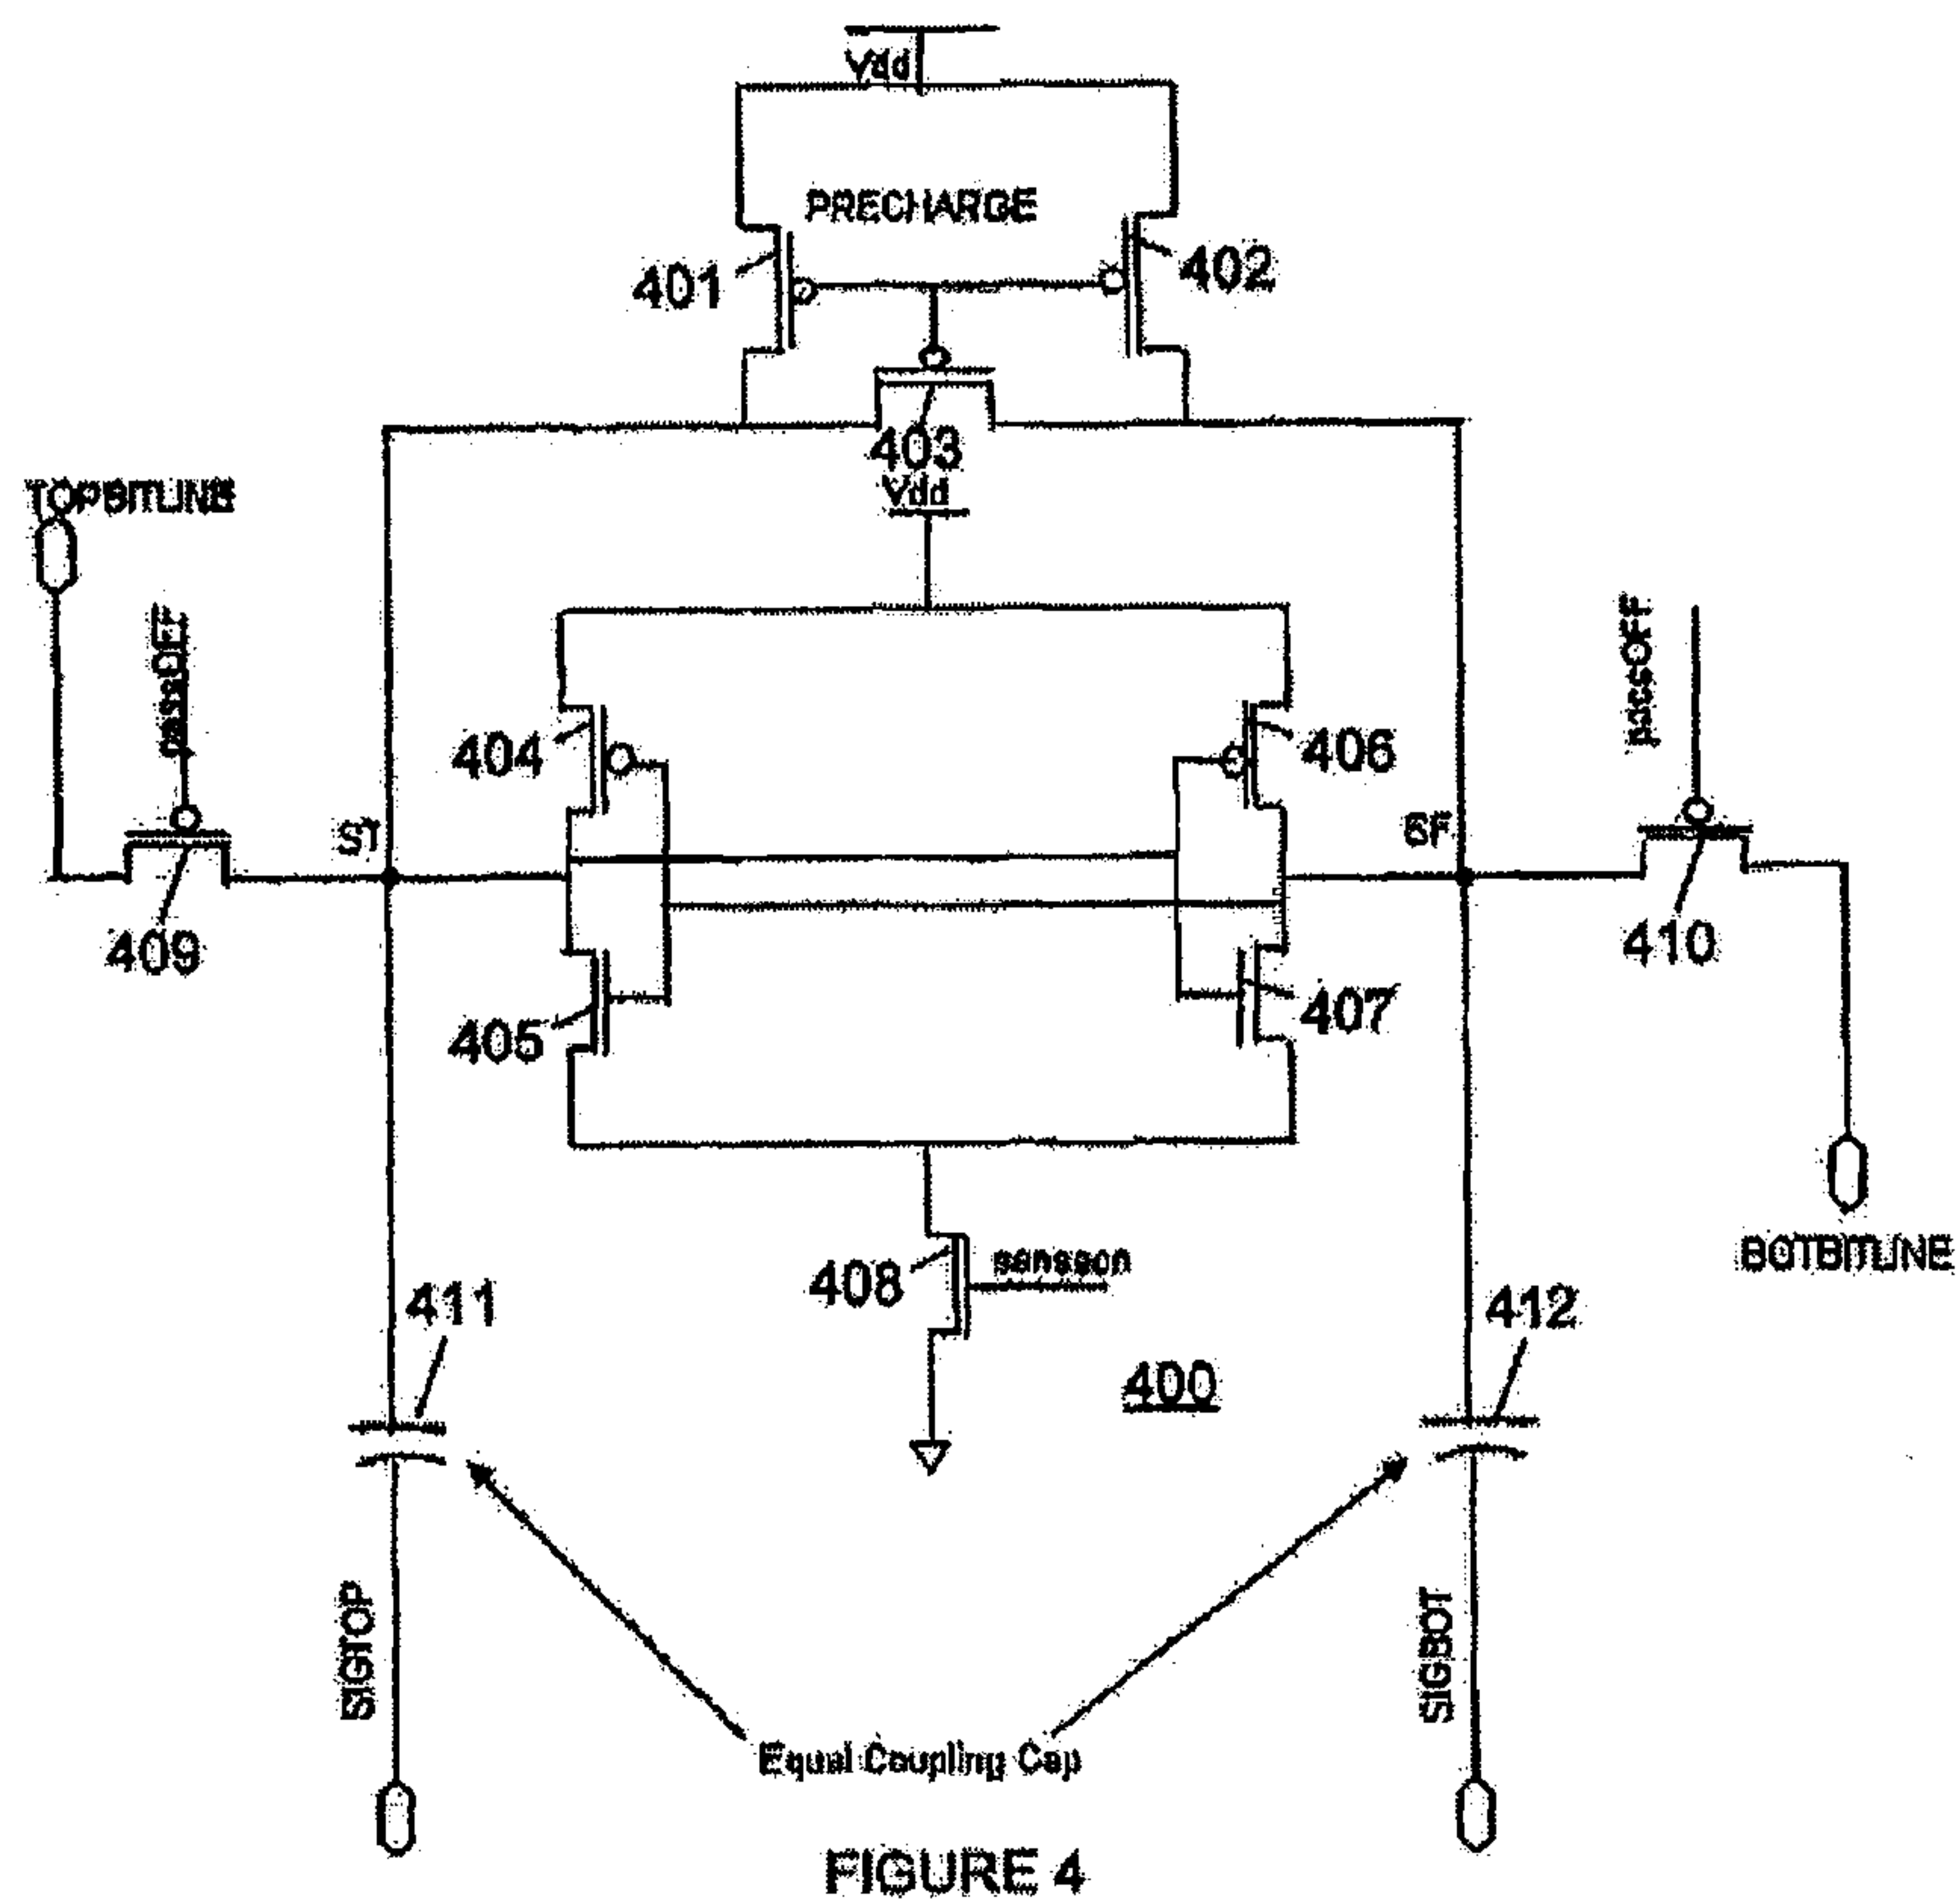 Vdd
PRECHARGE
401
402
403
Vdd
TOPBITLINE
passOFF
passOFF
404
406
ST
SF
409
410
405
407
408
senseon
BOTBITLINE
411
412
400
SIGTOP
SIGBOT
Equal Coupling Cap
FIGURE 4